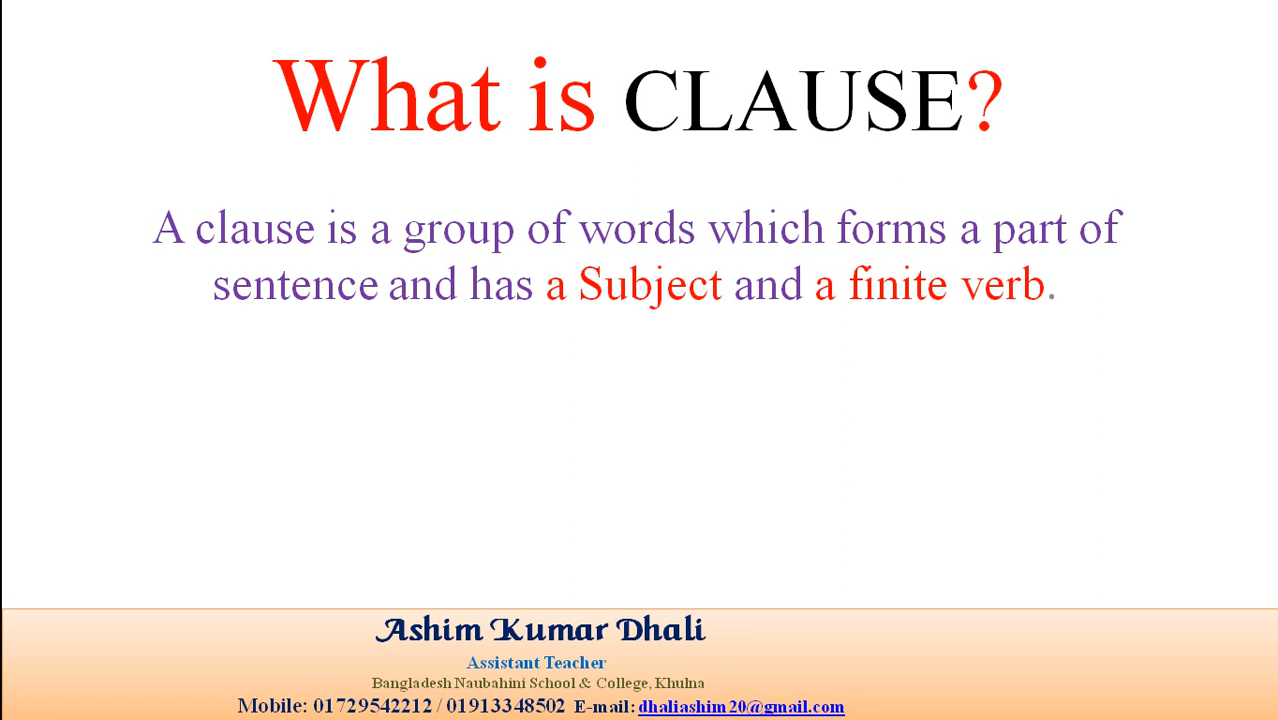 What is CLAUSE?
A clause is a group of words which forms a part of
sentence and has a Subject and a finite verb.
Ashim Kumar Dhali
Assistant Teacher
Bangladesh Naubahini School & College, Khulna
Mobile: 01729542212 / 01913348502 E-mail: dhaliashim20@gmail.com